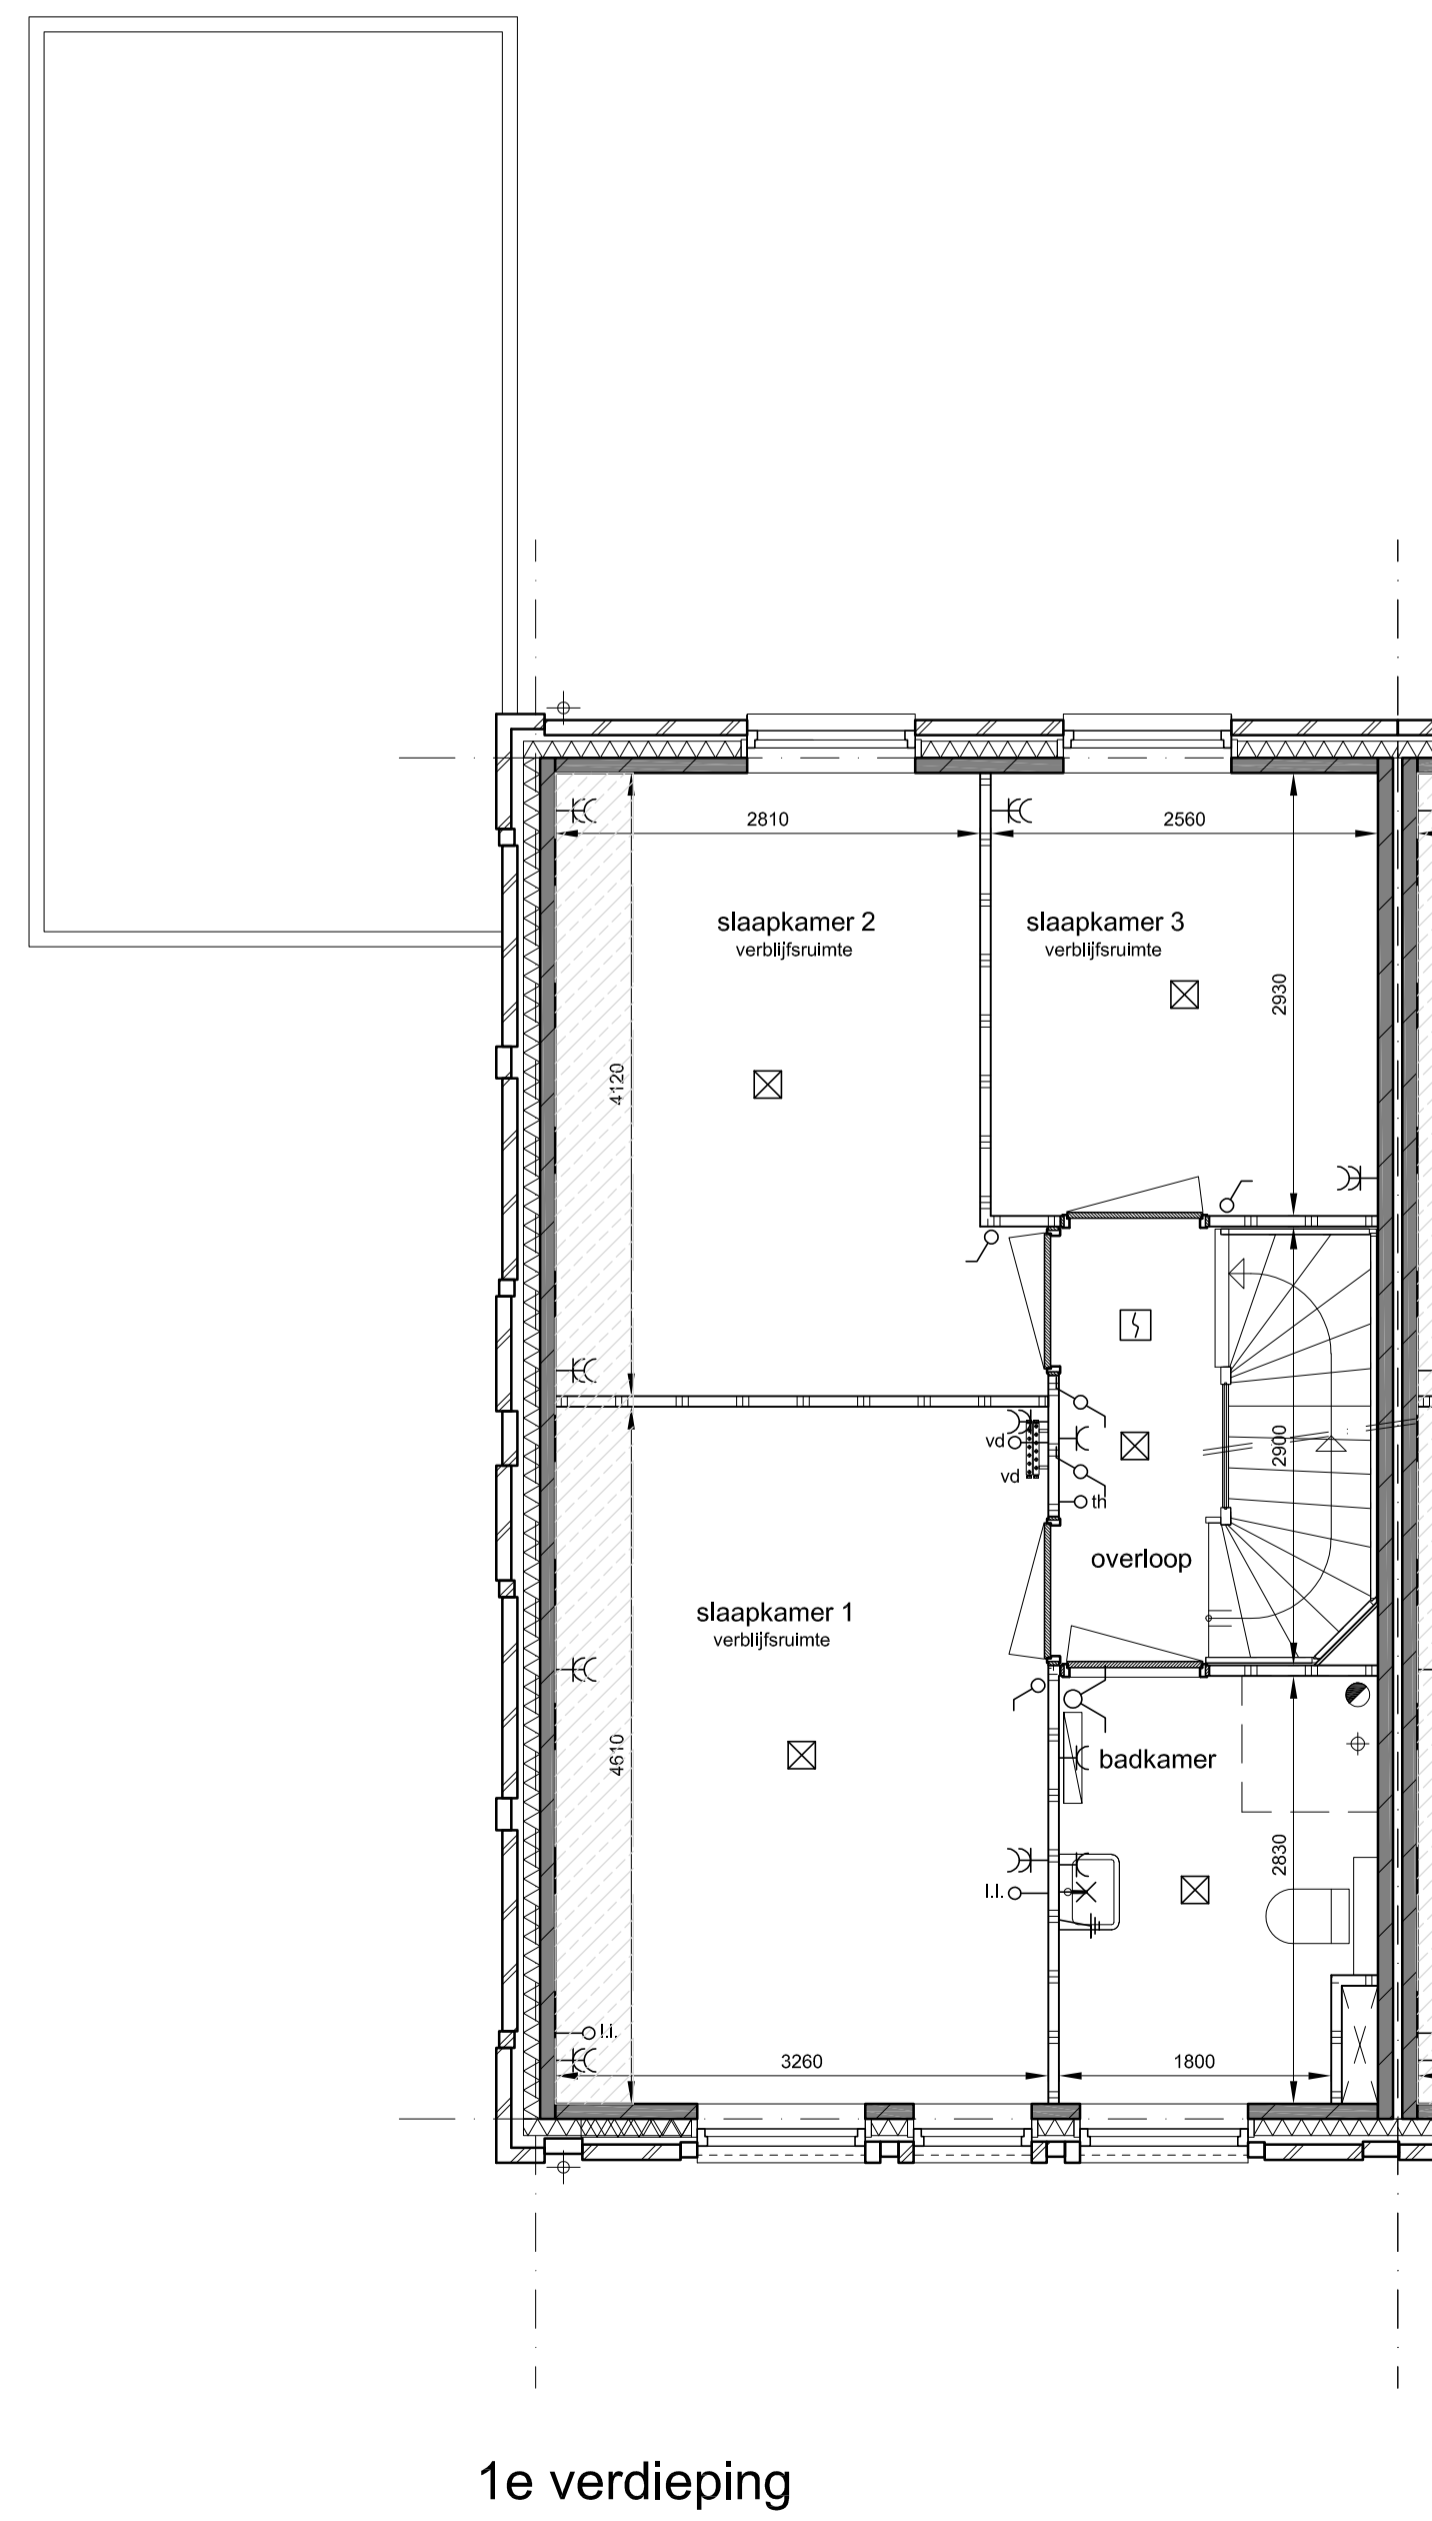 2810
2560
slaapkamer 2
verblijfsruimte
slaapkamer 3
verblijfsruimte
2930
4120
2900
vd
vd
th
overloop
slaapkamer 1
verblijfsruimte
4610
badkamer
2830
l.l.
l.i.
3260
1800
1e verdieping